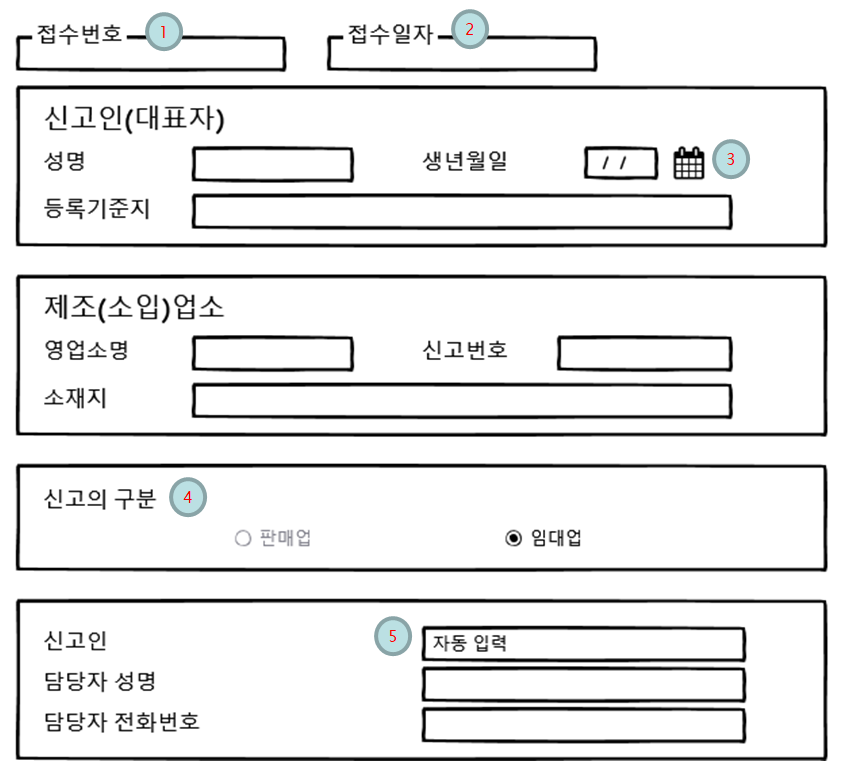 접수번호 1 접수일자 2
신고인(대표자)
성명 생년월일 / / 3
등록기준지
제조(소입)업소
영업소명 신고번호
소재지
신고의 구분 4
판매업 임대업
신고인 5 자동 입력
담당자 성명
담당자 전화번호